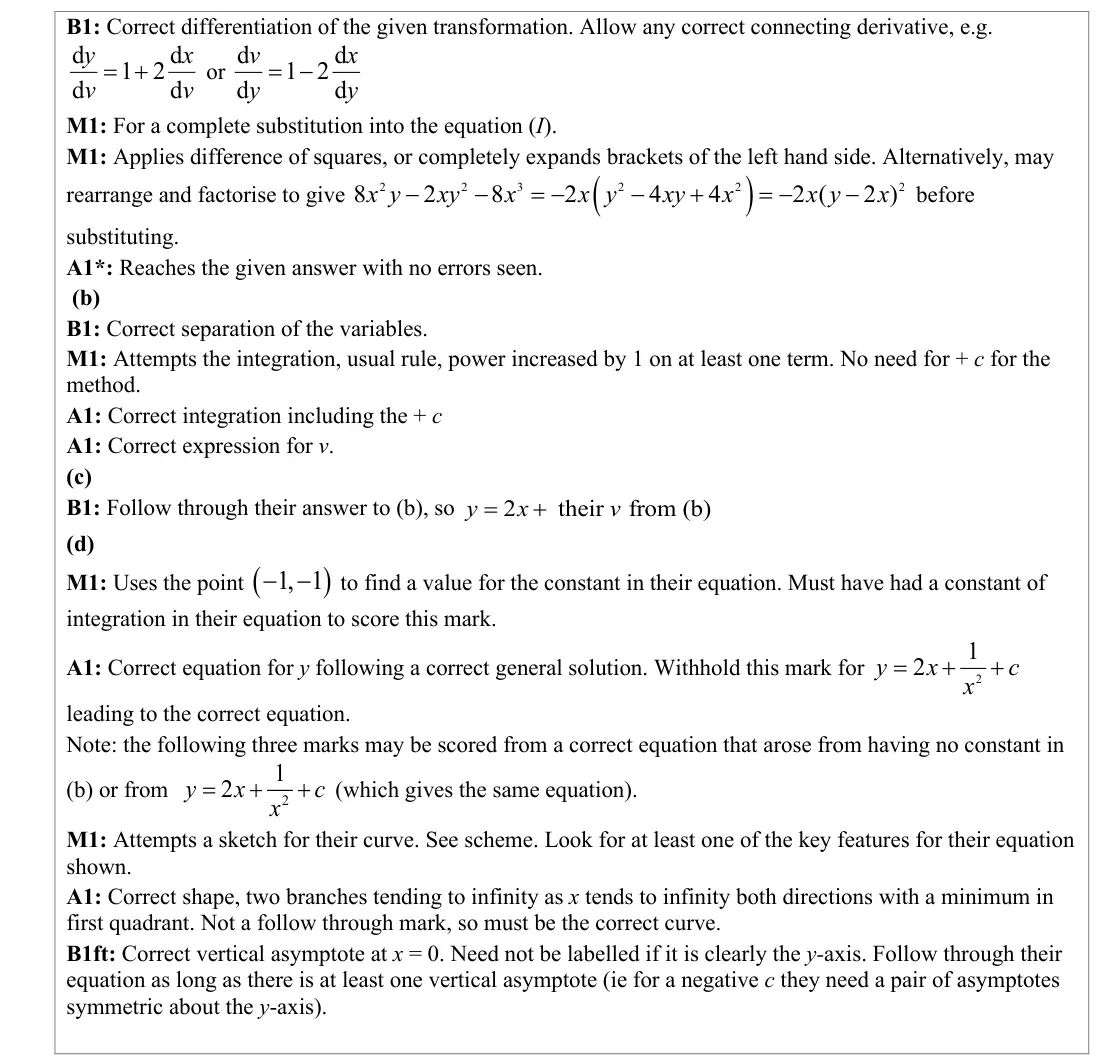 B1: Correct differentiation of the given transformation. Allow any correct connecting derivative, e.g.
dy/dv = 1 + 2 dx/dv or dv/dy = 1 − 2 dx/dy
M1: For a complete substitution into the equation (I).
M1: Applies difference of squares, or completely expands brackets of the left hand side. Alternatively, may
rearrange and factorise to give 8x²y − 2xy² − 8x³ = −2x(y² − 4xy + 4x²) = −2x(y − 2x)² before
substituting.
A1*: Reaches the given answer with no errors seen.
(b)
B1: Correct separation of the variables.
M1: Attempts the integration, usual rule, power increased by 1 on at least one term. No need for + c for the
method.
A1: Correct integration including the + c
A1: Correct expression for v.
(c)
B1: Follow through their answer to (b), so y = 2x + their v from (b)
(d)
M1: Uses the point (−1,−1) to find a value for the constant in their equation. Must have had a constant of
integration in their equation to score this mark.
A1: Correct equation for y following a correct general solution. Withhold this mark for y = 2x + 1/x² + c
leading to the correct equation.
Note: the following three marks may be scored from a correct equation that arose from having no constant in
(b) or from y = 2x + 1/x² + c (which gives the same equation).
M1: Attempts a sketch for their curve. See scheme. Look for at least one of the key features for their equation
shown.
A1: Correct shape, two branches tending to infinity as x tends to infinity both directions with a minimum in
first quadrant. Not a follow through mark, so must be the correct curve.
B1ft: Correct vertical asymptote at x = 0. Need not be labelled if it is clearly the y-axis. Follow through their
equation as long as there is at least one vertical asymptote (ie for a negative c they need a pair of asymptotes
symmetric about the y-axis).